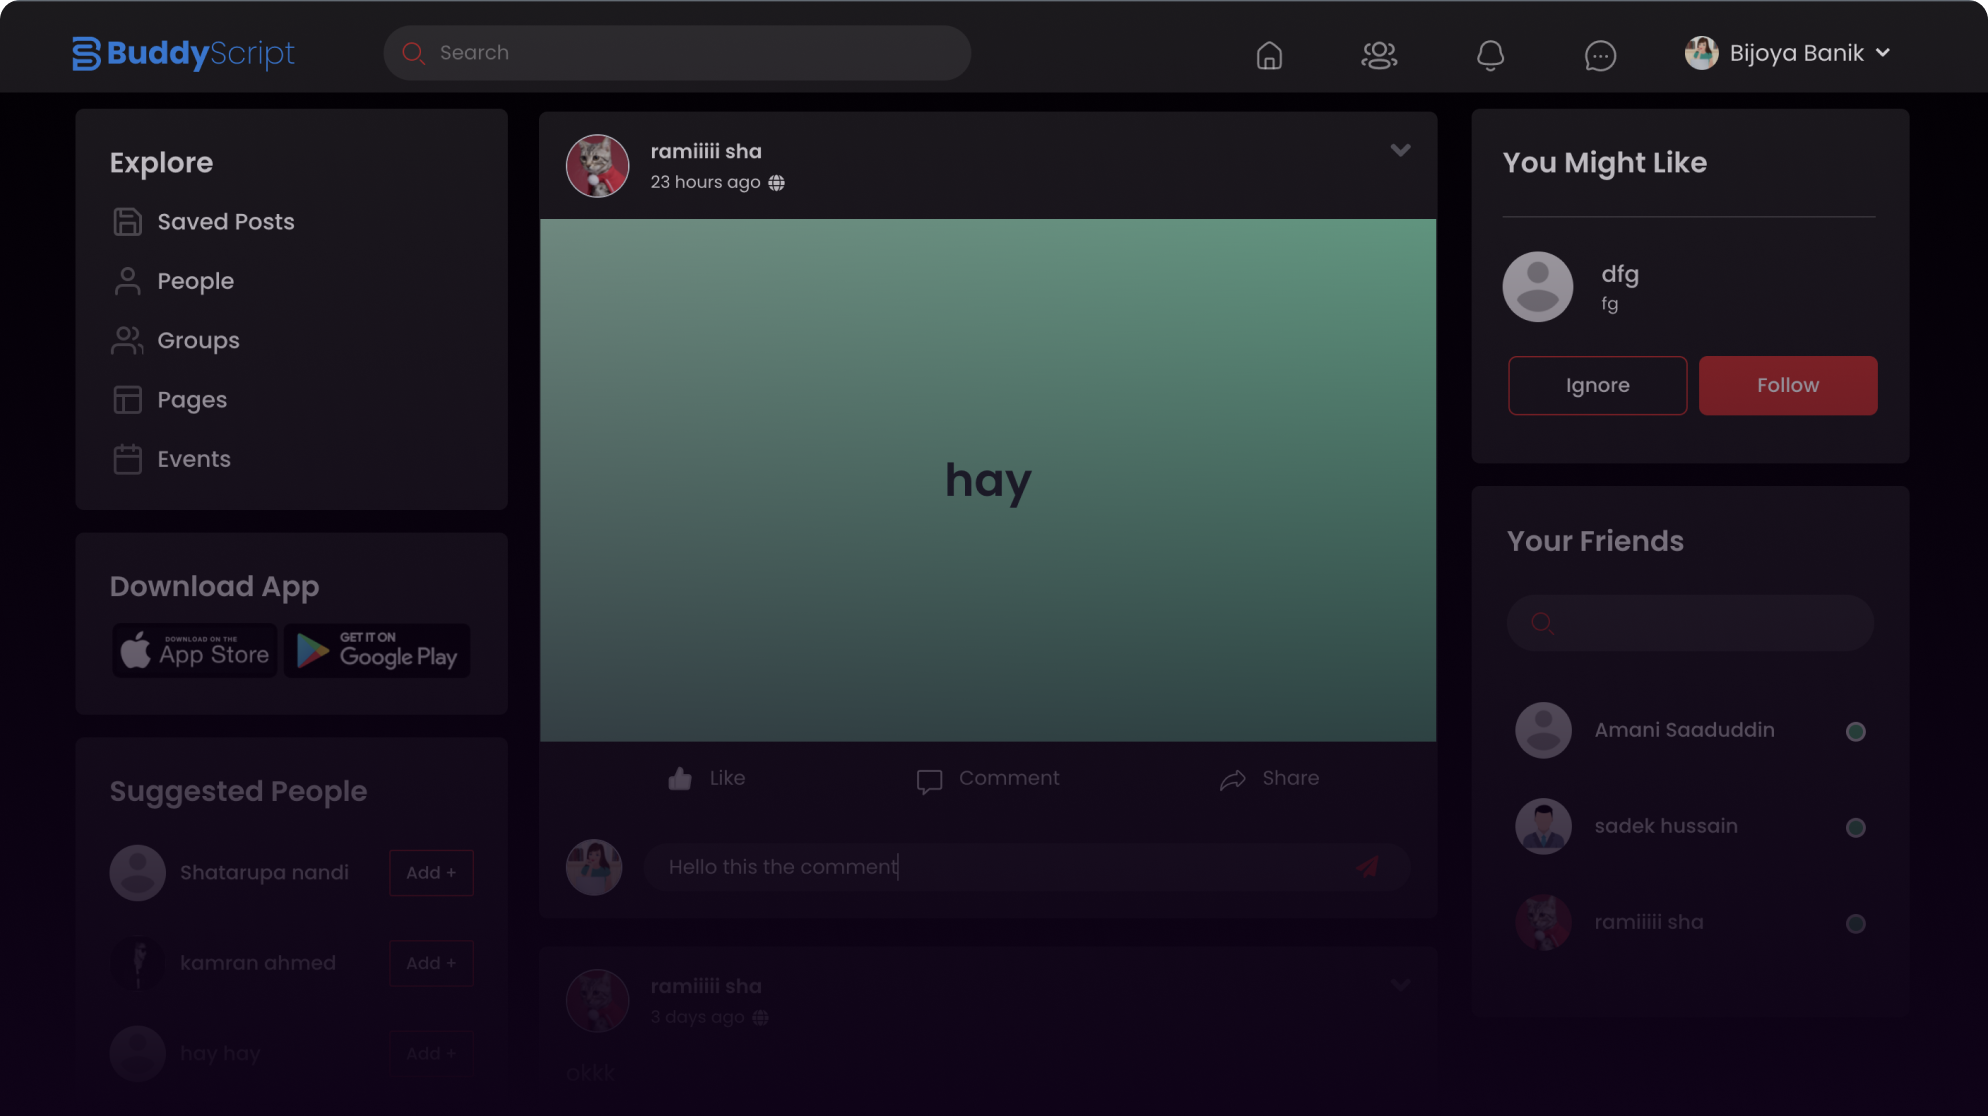 BuddyScript
Search
Bijoya Banik
Explore
Saved Posts
People
Groups
Pages
Events
Download App
DOWNLOAD ON THE
App Store
GET IT ON
Google Play
Suggested People
Shatarupa nandi
Add +
kamran ahmed
Add +
hay hay
Add +
ramiiiii sha
23 hours ago
hay
Like
Comment
Share
Hello this the comment
ramiiiii sha
3 days ago
okkk
You Might Like
dfg
fg
Ignore
Follow
Your Friends
Amani Saaduddin
sadek hussain
ramiiiii sha